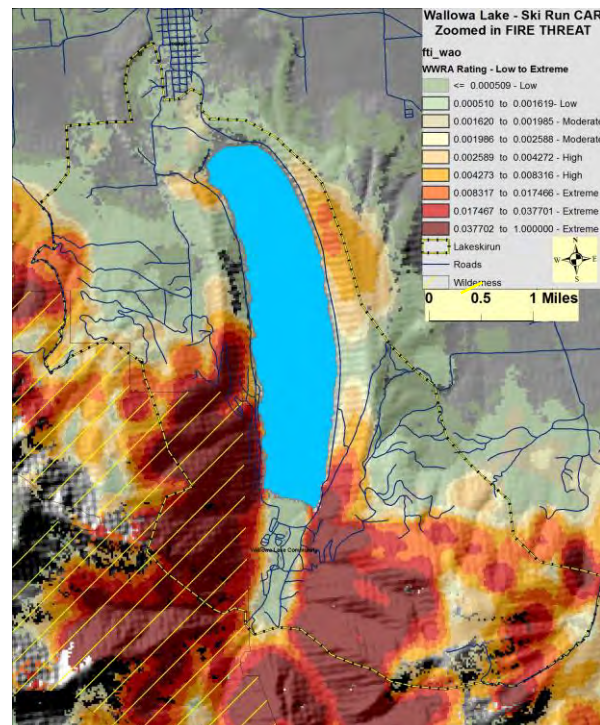 Wallowa Lake - Ski Run CAR
Zoomed in FIRE THREAT
fti_wao
WWRA Rating - Low to Extreme
<= 0.000509 - Low
0.000510 to 0.001619- Low
0.001620 to 0.001985 - Moderate
0.001986 to 0.002588 - Moderate
0.002589 to 0.004272 - High
0.004273 to 0.008316 - High
0.008317 to 0.017466 - Extreme
0.017467 to 0.037701 - Extreme
0.037702 to 1.000000 - Extreme
Lakeskirun
Roads
Wilderness
N
W E
S
0 0.5 1 Miles
Wallowa Lake Community